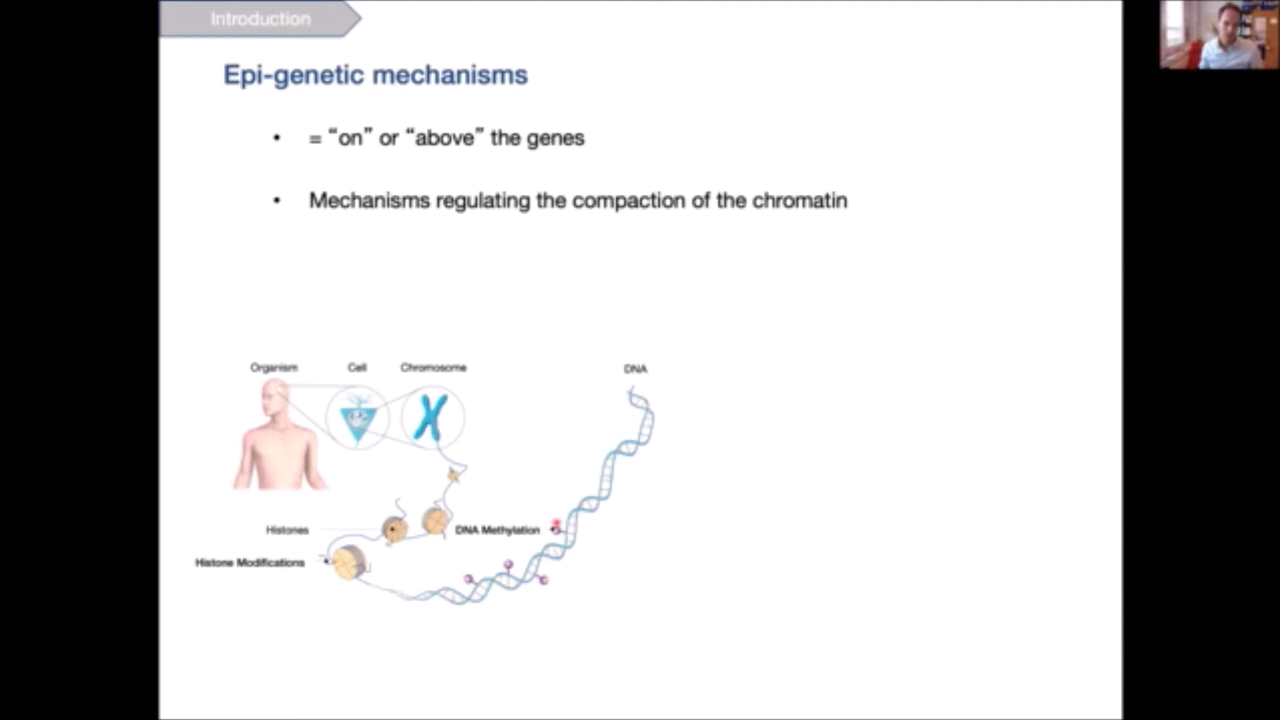 Introduction
Epi-genetic mechanisms
• = “on” or “above” the genes
• Mechanisms regulating the compaction of the chromatin
Organism Cell Chromosome DNA
Histones DNA Methylation
Histone Modifications